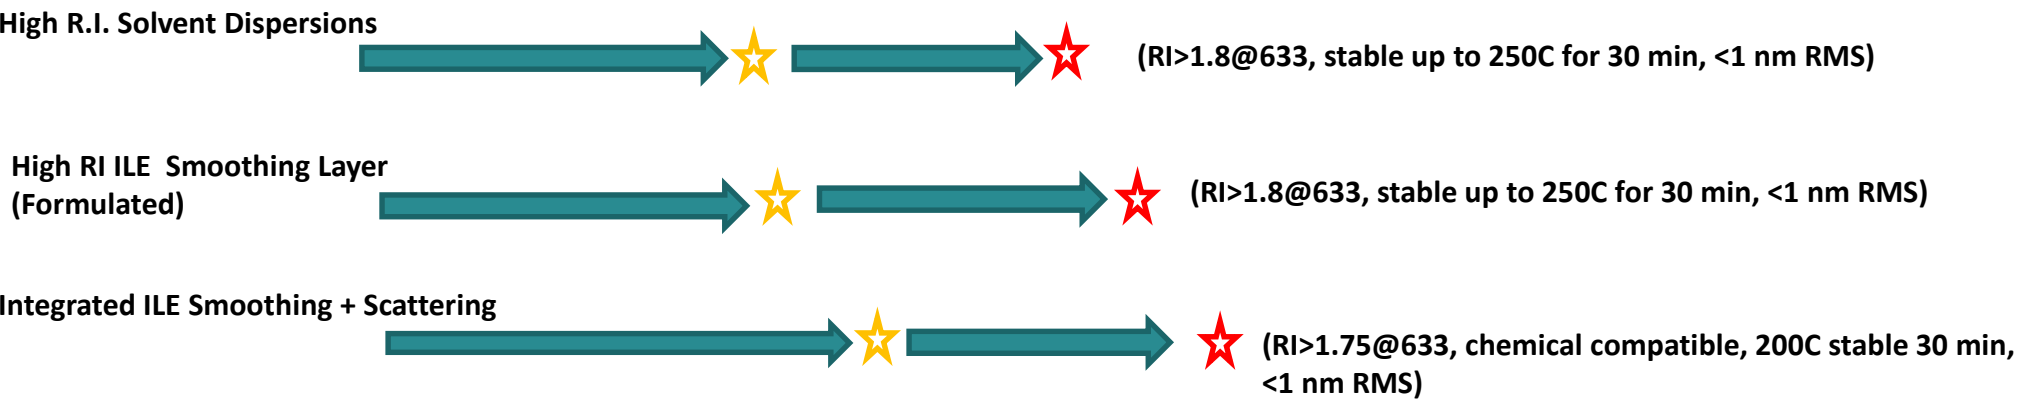 High R.I. Solvent Dispersions
(RI>1.8@633, stable up to 250C for 30 min, <1 nm RMS)
High RI ILE  Smoothing Layer
(Formulated)
(RI>1.8@633, stable up to 250C for 30 min, <1 nm RMS)
Integrated ILE Smoothing + Scattering
(RI>1.75@633, chemical compatible, 200C stable 30 min,
<1 nm RMS)